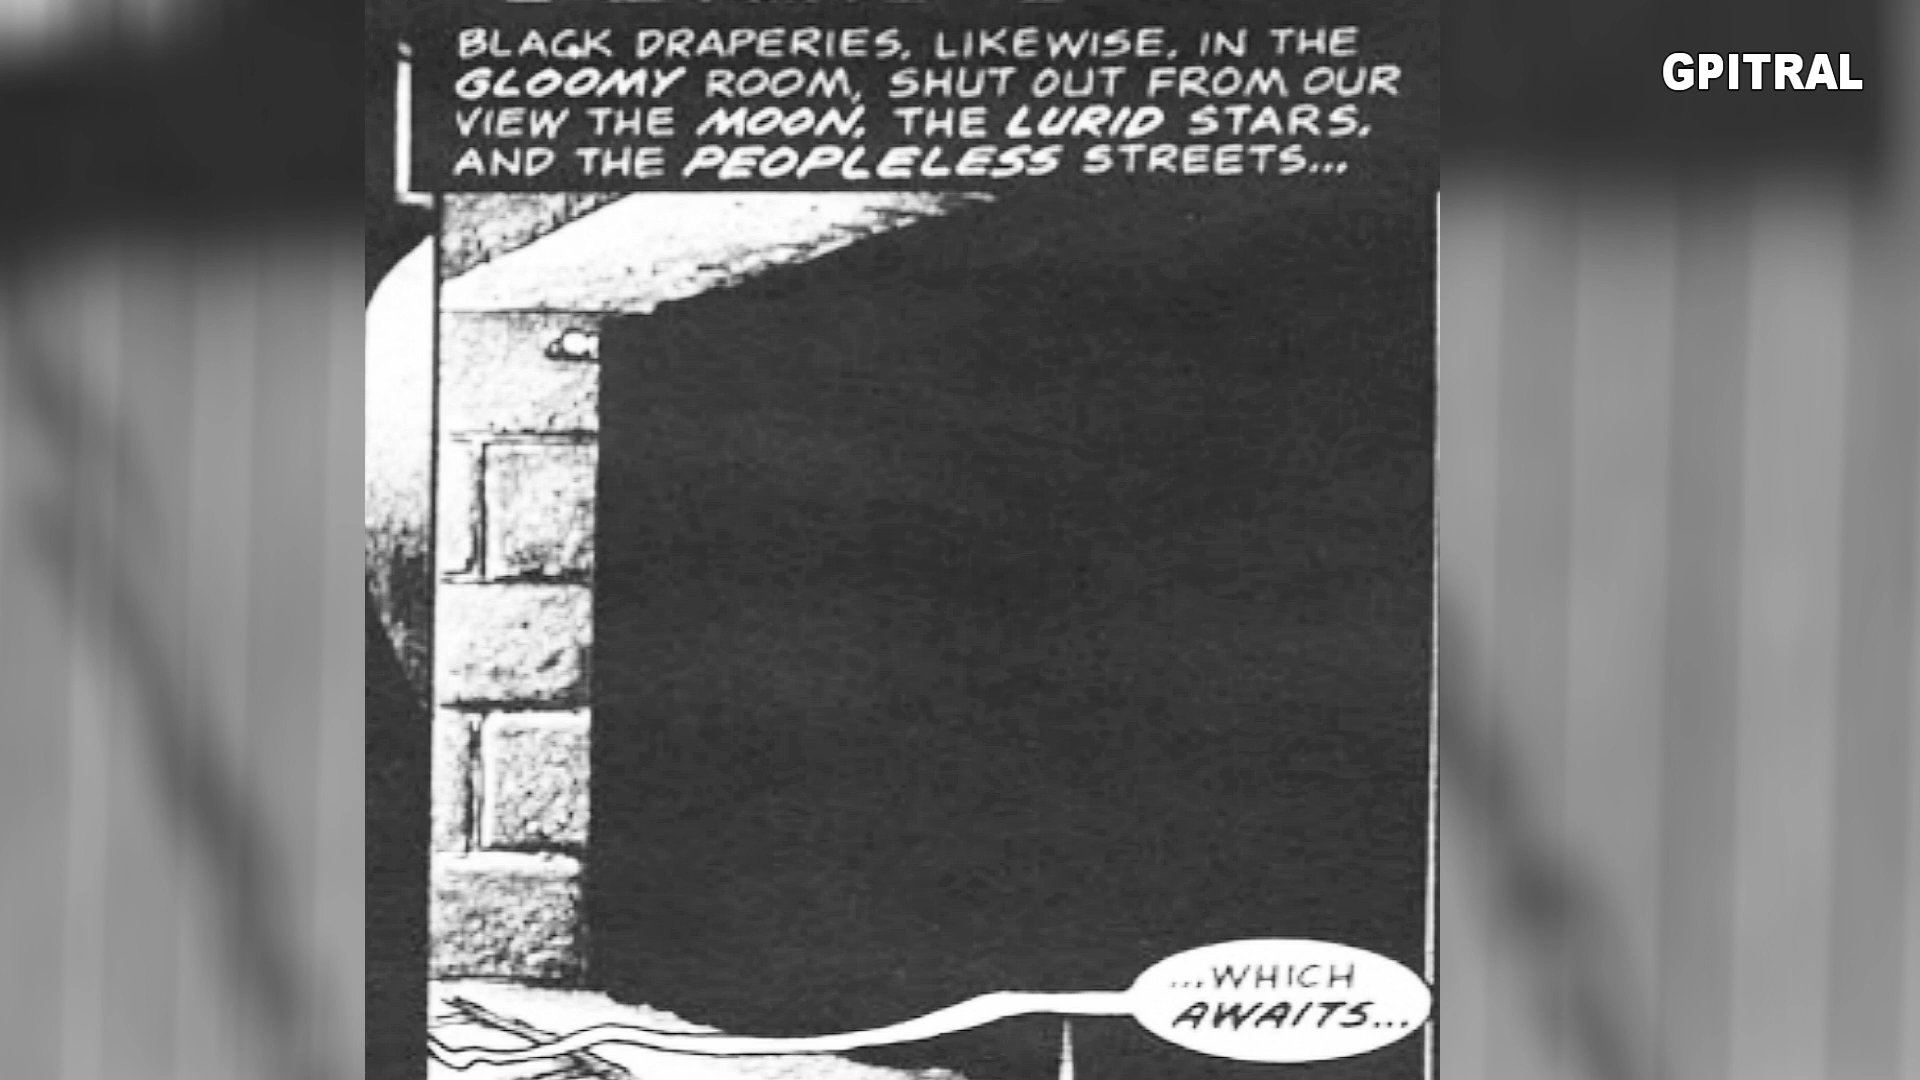 BLACK DRAPERIES, LIKEWISE, IN THE
GLOOMY ROOM, SHUT OUT FROM OUR
VIEW THE MOON, THE LURID STARS,
AND THE PEOPLELESS STREETS...
GPITRAL
...WHICH
AWAITS...